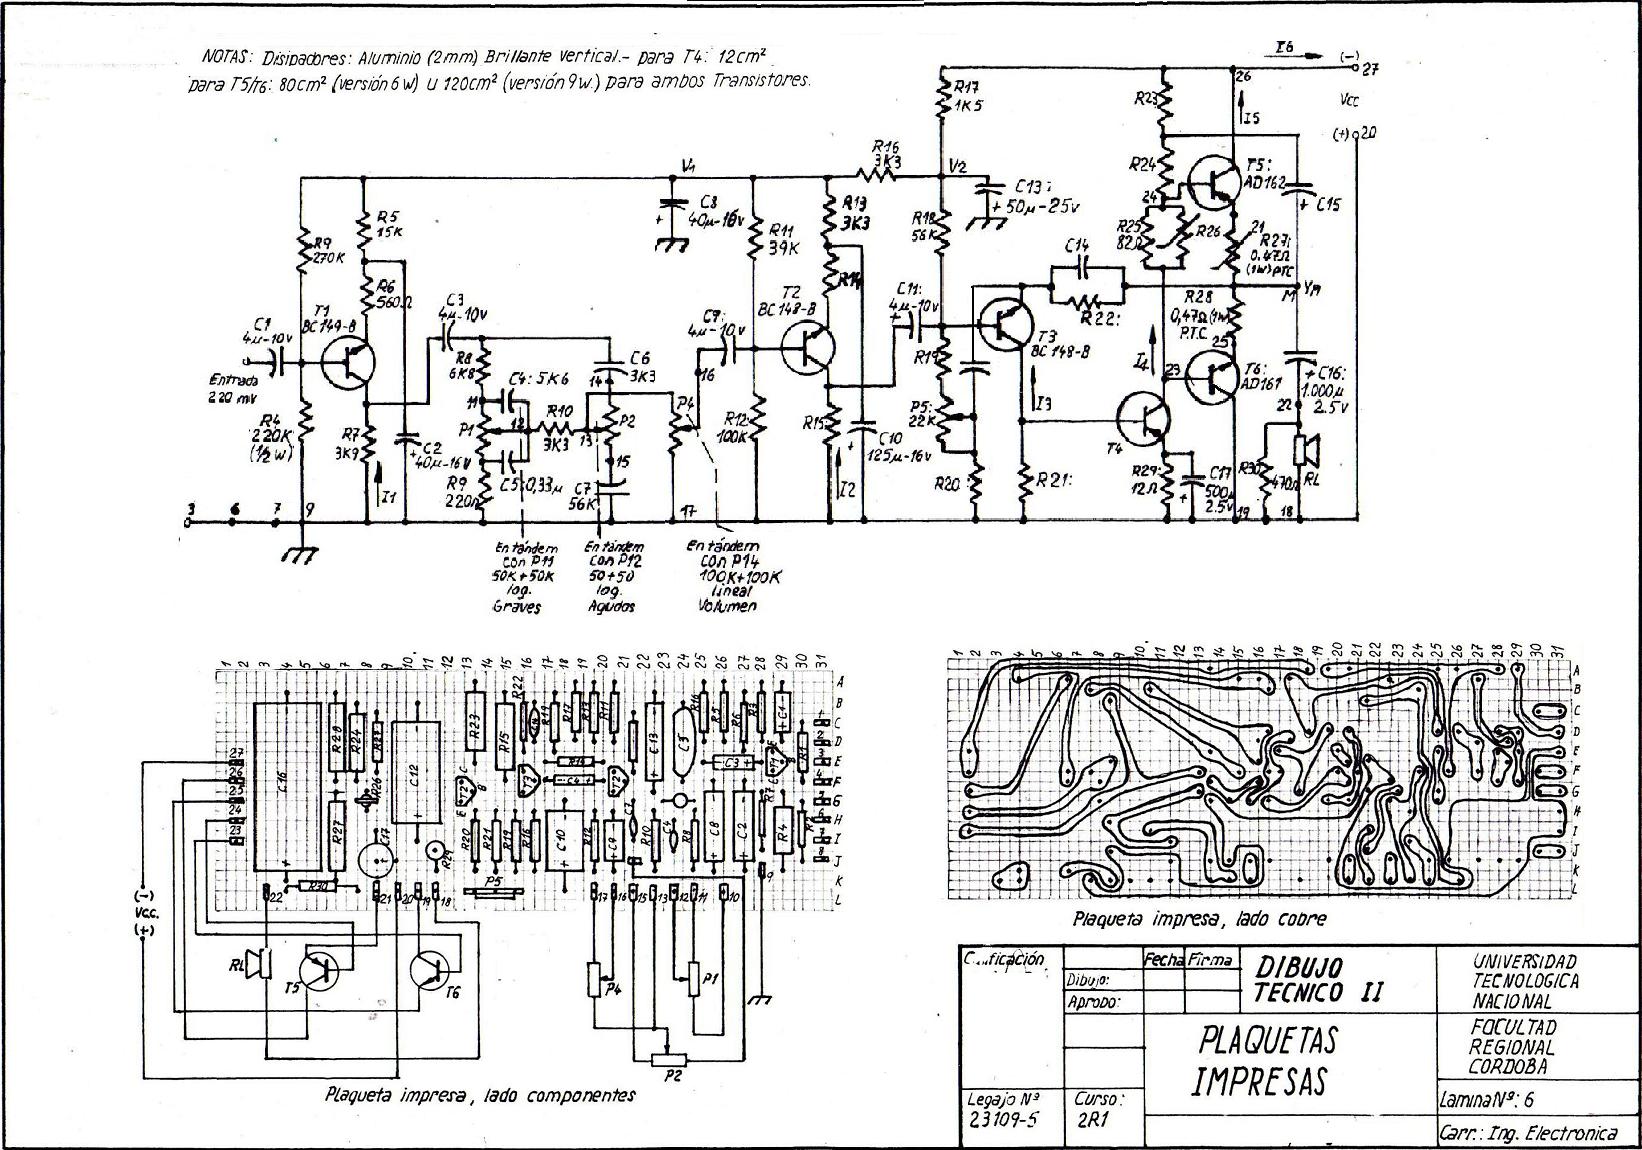 NOTAS: Disipadores: Aluminio (2mm) Brillante Vertical.- para T4: 12cm²
para T5/T6: 80cm² (versión 6w) u 120cm² (versión 9w.) para ambos Transistores.
I6
(-)
27
Vcc
(+)
20
R17
1K5
R23
26
I5
R16
3K3
V1
V2
C13:
50µ-25v
+
C8
40µ-16v
+
R24
T5:
AD162
C15
+
R5
15K
R9
270K
R6
560Ω
R11
39K
R13
3K3
R14
R18
56K
24
R25
82Ω
R26
21
R27:
0.47Ω
(1w) PTC
C14
R22:
M
VM
R28
0,47Ω(1w)
P.T.C.
25
C1
4µ-10v
T1
BC149-B
C3
4µ-10v
C9:
4µ-10v
T2
BC148-B
C11:
4µ-10v
T3
BC 148-B
I4
23
T6:
AD161
C16:
1.000µ
2.5v
Entrada
220 mv
R8
6K8
C6
3K3
C4: 5K6
14
16
R19
I3
R4
220K
(½W)
R7
3K9
C2
40µ-16v
11
P1
12
R10
3K3
13
P2
P4
R12:
100K
R15:
P5:
22K
T4
22
RL
C5:0,33µ
R9
220Ω
15
C7
56K
C10
125µ-16v
R20
R21:
R29:
12Ω
C17
500µ
2.5v
R30
470Ω
I1
I2
3
6
7
9
17
19
18
En tándem
con P11
50K+50K
log.
Graves
En tándem
con P12
50+50
log.
Agudos
En tándem
con P14
100K+100K
lineal
Volumen
1 2 3 4 5 6 7 8 9 10 11 12 13 14 15 16 17 18 19 20 21 22 23 24 25 26 27 28 29 30 31
A
B
C
D
E
F
G
H
I
J
K
L
27
26
25
24
23
C16
R28
R24
R27
R26
R27
C12
C17
R29
R30
R23
R15
R22
R19
R17
R13
R11
C13
C5
R16
R5
R6
R3
C1
R1
R14
C3
T2
T3
T2
T1
R20
R21
R19
R16
C10
R12
C9
C7
R10
C4
R8
C8
C2
R7
R4
R2
P5
1
2
3
4
5
6
7
8
9
22
21
20
19
18
17
16
15
13
12
11
10
(-)
Vcc.
(+)
RL
T5
T6
P4
P1
P2
Plaqueta impresa, lado componentes
1 2 3 4 5 6 7 8 9 10 11 12 13 14 15 16 17 18 19 20 21 22 23 24 25 26 27 28 29 30 31
A
B
C
D
E
F
G
H
I
J
K
L
Plaqueta impresa, lado cobre
Fecha Firma
Dibujo:
Aprobo:
DIBUJO
TECNICO II
UNIVERSIDAD
TECNOLOGICA
NACIONAL
PLAQUETAS
IMPRESAS
FACULTAD
REGIONAL
CORDOBA
Legajo Nº
23109-5
Curso:
2R1
Lamina Nº: 6
Carr.: Ing. Electronica